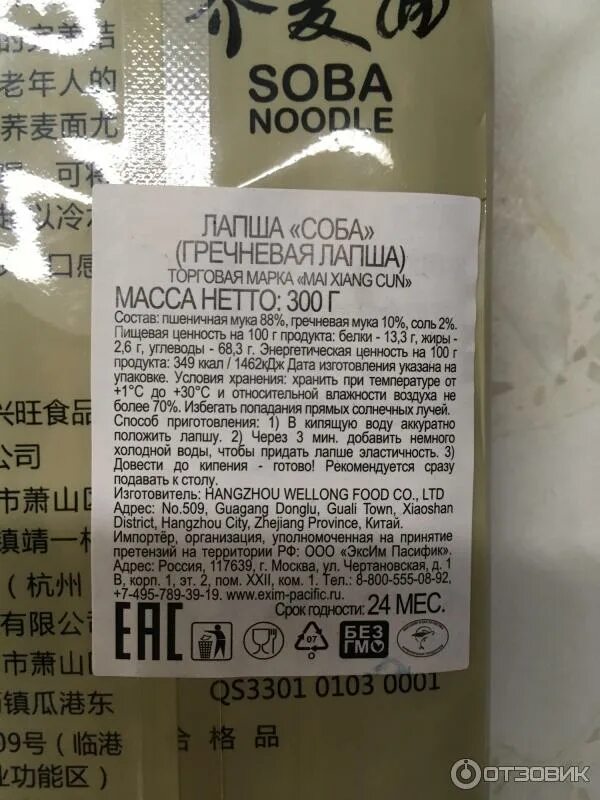 荞麦面
SOBA
NOODLE
的完美结
老年人的
荞麦面尤
可将
以冷水
口感
ЛАПША «СОБА»
(ГРЕЧНЕВАЯ ЛАПША)
ТОРГОВАЯ МАРКА «MAI XIANG CUN»
МАССА НЕТТО: 300 Г
Состав: пшеничная мука 88%, гречневая мука 10%, соль 2%.
Пищевая ценность на 100 г продукта: белки - 13,3 г, жиры -
2,6 г, углеводы - 68,3 г. Энергетическая ценность на 100 г
продукта: 349 ккал / 1462кДж Дата изготовления указана на
упаковке. Условия хранения: хранить при температуре от
+1°С до +30°С и относительной влажности воздуха не
более 70%. Избегать попадания прямых солнечных лучей.
Способ приготовления: 1) В кипящую воду аккуратно
положить лапшу. 2) Через 3 мин. добавить немного
холодной воды, чтобы придать лапше эластичность. 3)
Довести до кипения - готово! Рекомендуется сразу
подавать к столу.
Изготовитель: HANGZHOU WELLONG FOOD CO., LTD
Адрес: No.509, Guagang Donglu, Guali Town, Xiaoshan
District, Hangzhou City, Zhejiang Province, Китай.
Импортёр, организация, уполномоченная на принятие
претензий на территории РФ: ООО «ЭксИм Пасифик».
Адрес: Россия, 117639, г. Москва, ул. Чертановская, д. 1
В, корп. 1, эт. 2, пом. XXII, ком. 1. Тел.: 8-800-555-08-92,
+7-495-789-39-19. www.exim-pacific.ru
Срок годности: 24 МЕС.
EAC
07
БЕЗ
ГМО
兴旺食品
公司
市萧山区
镇靖一村
（杭州
有限公司
市萧山区
镇瓜港东
09号（临港
业功能区）
QS3301 0103 0001
合格品
ОТЗОВИК